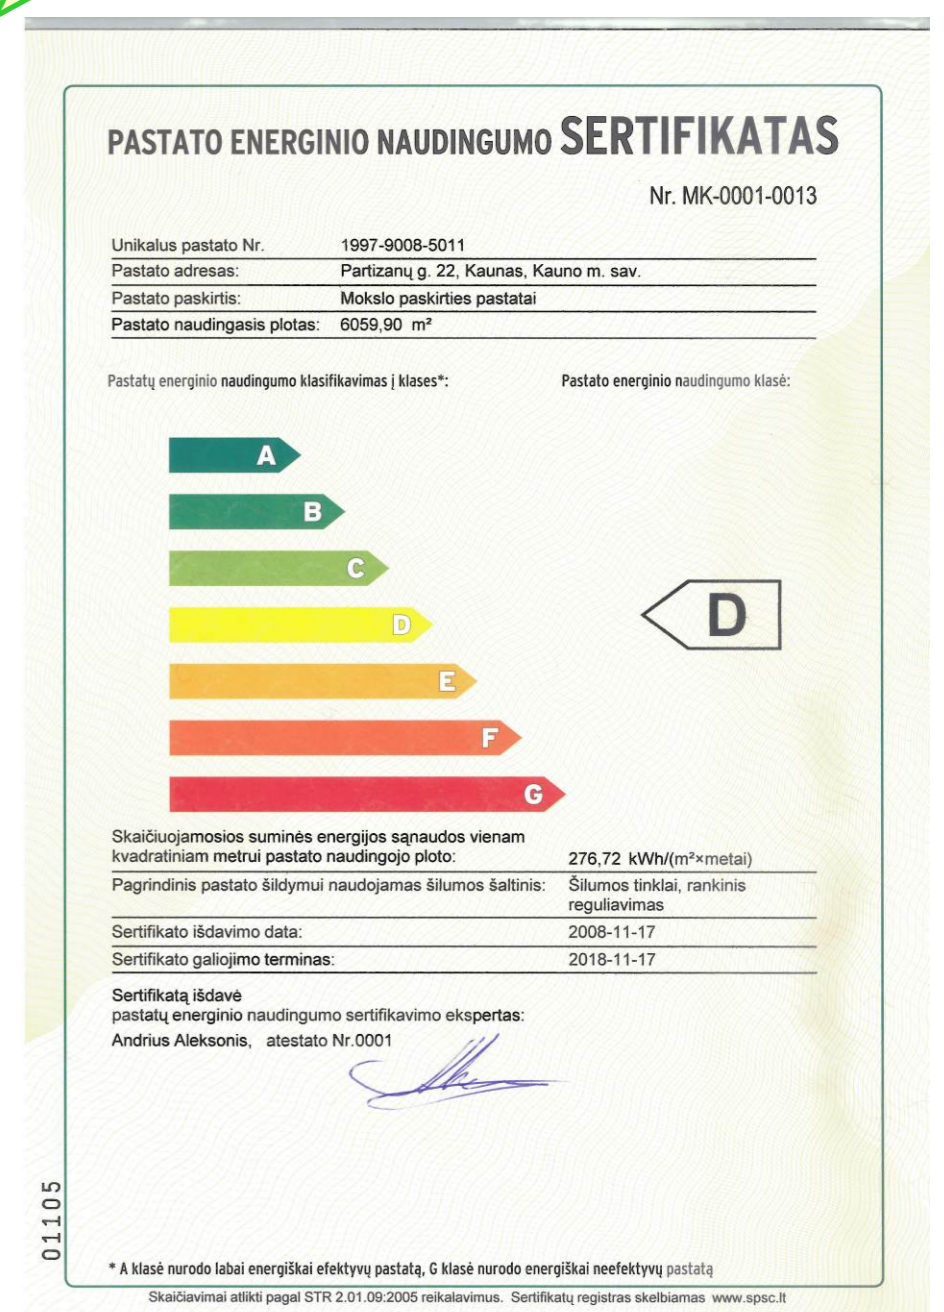 PASTATO ENERGINIO NAUDINGUMO SERTIFIKATAS
Nr. MK-0001-0013
Unikalus pastato Nr. 1997-9008-5011
Pastato adresas: Partizanų g. 22, Kaunas, Kauno m. sav.
Pastato paskirtis: Mokslo paskirties pastatai
Pastato naudingasis plotas: 6059,90 m²
Pastatų energinio naudingumo klasifikavimas į klases*: Pastato energinio naudingumo klasė:
A
B
C
D
D
E
F
G
Skaičiuojamosios suminės energijos sąnaudos vienam
kvadratiniam metrui pastato naudingojo ploto: 276,72 kWh/(m²×metai)
Pagrindinis pastato šildymui naudojamas šilumos šaltinis: Šilumos tinklai, rankinis
reguliavimas
Sertifikato išdavimo data: 2008-11-17
Sertifikato galiojimo terminas: 2018-11-17
Sertifikatą išdavė
pastatų energinio naudingumo sertifikavimo ekspertas:
Andrius Aleksonis, atestato Nr.0001
01105
* A klasė nurodo labai energiškai efektyvų pastatą, G klasė nurodo energiškai neefektyvų pastatą
Skaičiavimai atlikti pagal STR 2.01.09:2005 reikalavimus. Sertifikatų registras skelbiamas www.spsc.lt